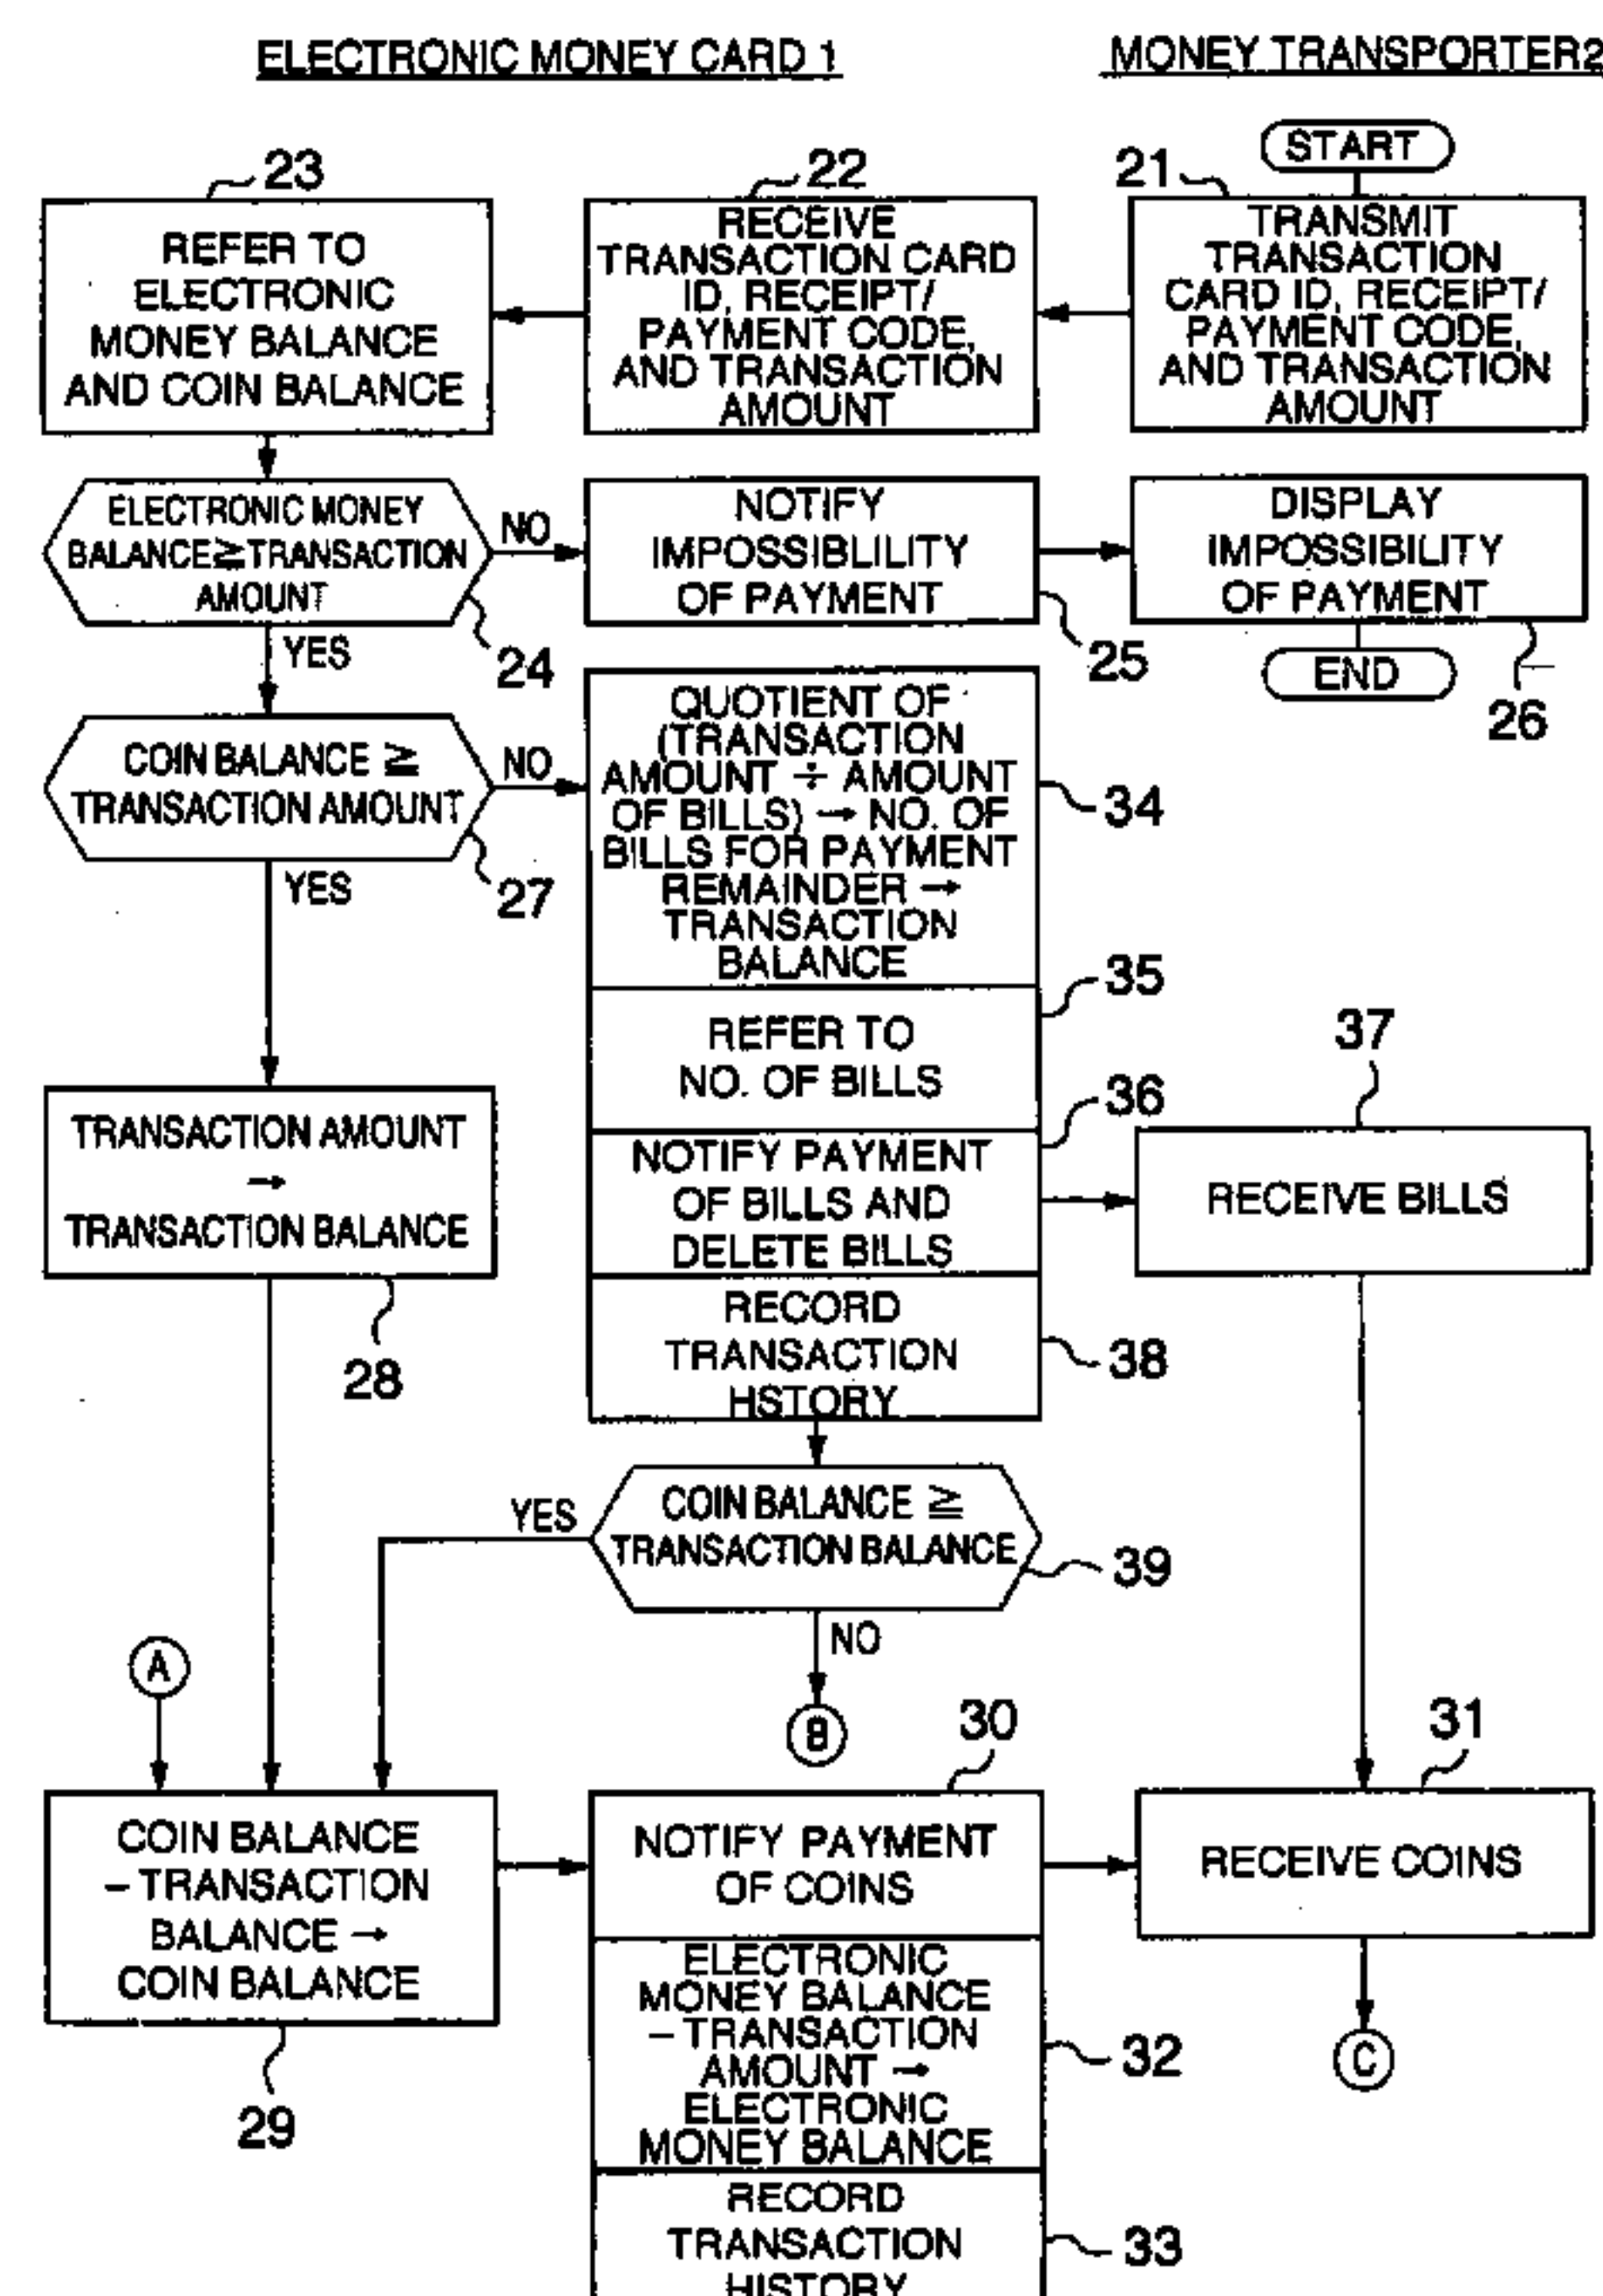 ELECTRONIC MONEY CARD 1
MONEY TRANSPORTER2
START
23
22
21
REFER TO
ELECTRONIC
MONEY BALANCE
AND COIN BALANCE
RECEIVE
TRANSACTION CARD
ID, RECEIPT/
PAYMENT CODE,
AND TRANSACTION
AMOUNT
TRANSMIT
TRANSACTION
CARD ID, RECEIPT/
PAYMENT CODE,
AND TRANSACTION
AMOUNT
ELECTRONIC MONEY
BALANCE≧TRANSACTION
AMOUNT
NO
24
YES
NOTIFY
IMPOSSIBLILITY
OF PAYMENT
25
DISPLAY
IMPOSSIBILITY
OF PAYMENT
26
END
COIN BALANCE ≧
TRANSACTION AMOUNT
NO
27
YES
QUOTIENT OF
(TRANSACTION
AMOUNT ÷ AMOUNT
OF BILLS) → NO. OF
BILLS FOR PAYMENT
REMAINDER →
TRANSACTION
BALANCE
34
35
REFER TO
NO. OF BILLS
36
37
TRANSACTION AMOUNT
→
TRANSACTION BALANCE
28
NOTIFY PAYMENT
OF BILLS AND
DELETE BILLS
RECEIVE BILLS
RECORD
TRANSACTION
HSTORY
38
YES
COIN BALANCE ≧
TRANSACTION BALANCE
39
NO
A
B
30
31
COIN BALANCE
– TRANSACTION
BALANCE →
COIN BALANCE
29
NOTIFY PAYMENT
OF COINS
RECEIVE COINS
ELECTRONIC
MONEY BALANCE
– TRANSACTION
AMOUNT →
ELECTRONIC
MONEY BALANCE
32
C
RECORD
TRANSACTION
HISTORY
33